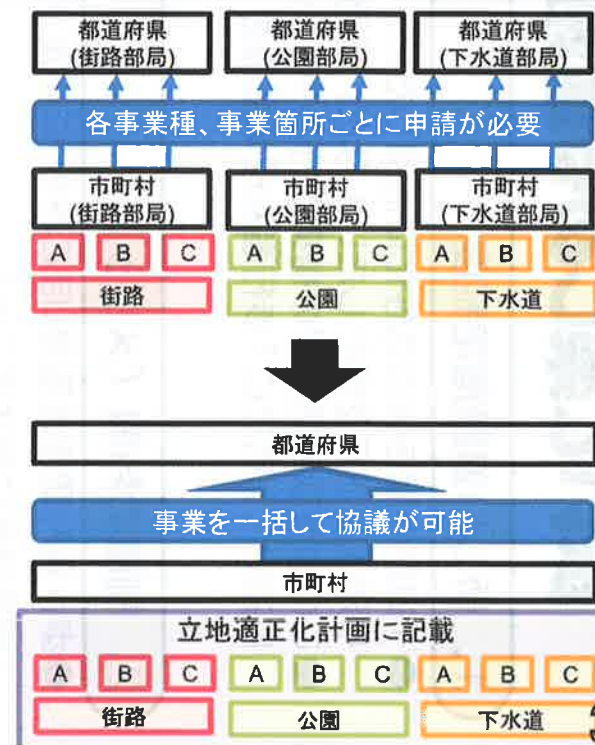 都道府県
(街路部局)
都道府県
(公園部局)
都道府県
(下水道部局)
各事業種、事業箇所ごとに申請が必要
市町村
(街路部局)
市町村
(公園部局)
市町村
(下水道部局)
A B C A B C A B C
街路 公園 下水道
都道府県
事業を一括して協議が可能
市町村
立地適正化計画に記載
A B C A B C A B C
街路 公園 下水道